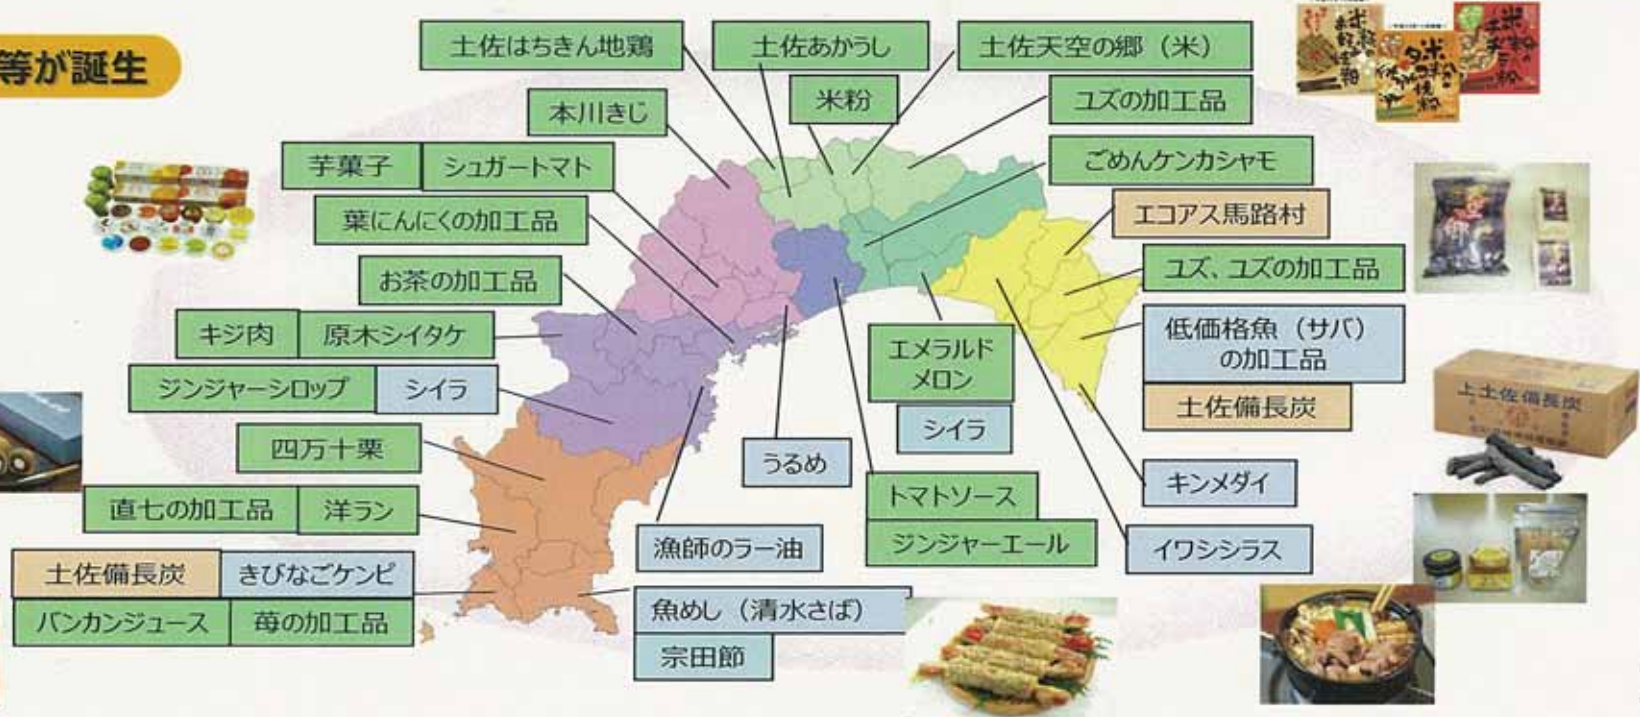 等が誕生
土佐はちきん地鶏
土佐あかうし
土佐天空の郷（米）
本川きじ
米粉
ユズの加工品
芋菓子
シュガートマト
ごめんケンカシャモ
葉にんにくの加工品
エコアス馬路村
お茶の加工品
ユズ、ユズの加工品
キジ肉
原木シイタケ
低価格魚（サバ）
の加工品
エメラルド
メロン
ジンジャーシロップ
シイラ
土佐備長炭
シイラ
四万十栗
うるめ
キンメダイ
直七の加工品
洋ラン
トマトソース
ジンジャーエール
漁師のラー油
イワシシラス
土佐備長炭
きびなごケンピ
バンカンジュース
苺の加工品
魚めし（清水さば）
宗田節
上土佐備長炭